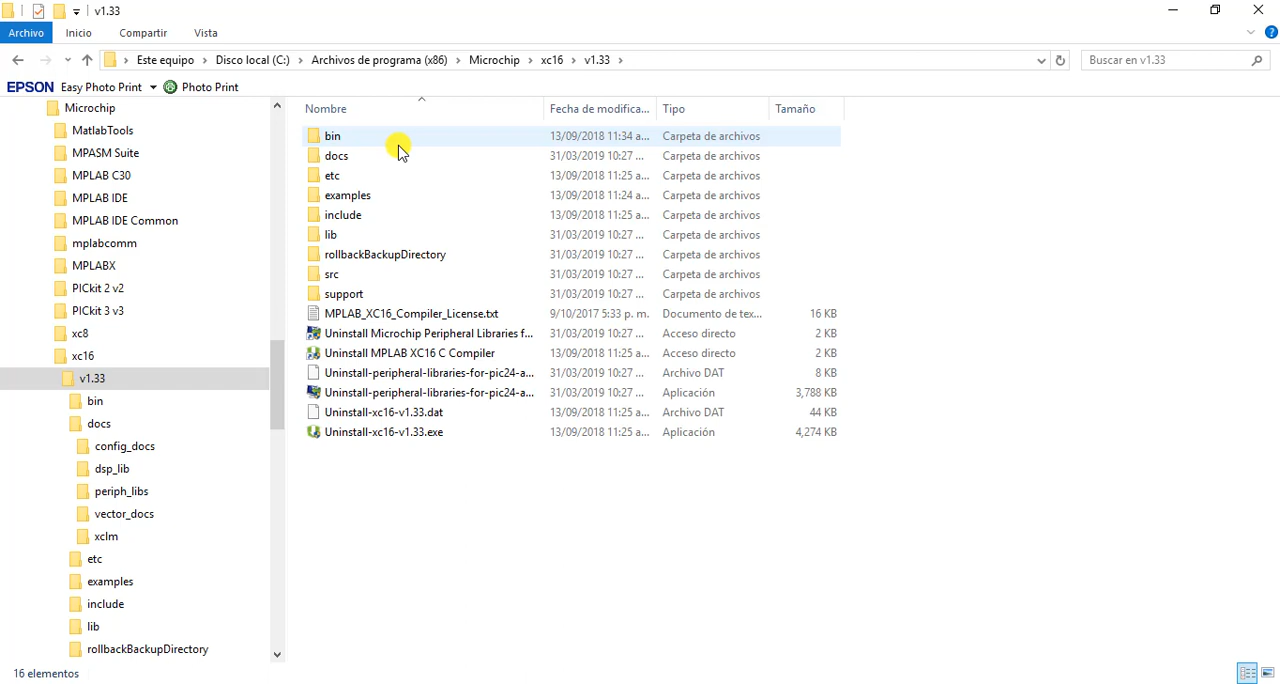 v1.33
Archivo Inicio Compartir Vista
Este equipo Disco local (C:) Archivos de programa (x86) Microchip xc16 v1.33 Buscar en v1.33
EPSON Easy Photo Print Photo Print
Microchip
MatlabTools
MPASM Suite
MPLAB C30
MPLAB IDE
MPLAB IDE Common
mplabcomm
MPLABX
PICkit 2 v2
PICkit 3 v3
xc8
xc16
v1.33
bin
docs
config_docs
dsp_lib
periph_libs
vector_docs
xclm
etc
examples
include
lib
rollbackBackupDirectory
Nombre Fecha de modifica... Tipo Tamaño
bin 13/09/2018 11:34 a... Carpeta de archivos
docs 31/03/2019 10:27 ... Carpeta de archivos
etc 13/09/2018 11:25 a... Carpeta de archivos
examples 13/09/2018 11:24 a... Carpeta de archivos
include 13/09/2018 11:25 a... Carpeta de archivos
lib 31/03/2019 10:27 ... Carpeta de archivos
rollbackBackupDirectory 31/03/2019 10:27 ... Carpeta de archivos
src 31/03/2019 10:27 ... Carpeta de archivos
support 31/03/2019 10:27 ... Carpeta de archivos
MPLAB_XC16_Compiler_License.txt 9/10/2017 5:33 p. m. Documento de tex... 16 KB
Uninstall Microchip Peripheral Libraries f... 31/03/2019 10:27 ... Acceso directo 2 KB
Uninstall MPLAB XC16 C Compiler 13/09/2018 11:25 a... Acceso directo 2 KB
Uninstall-peripheral-libraries-for-pic24-a... 31/03/2019 10:27 ... Archivo DAT 8 KB
Uninstall-peripheral-libraries-for-pic24-a... 31/03/2019 10:27 ... Aplicación 3,788 KB
Uninstall-xc16-v1.33.dat 13/09/2018 11:25 a... Archivo DAT 44 KB
Uninstall-xc16-v1.33.exe 13/09/2018 11:25 a... Aplicación 4,274 KB
16 elementos